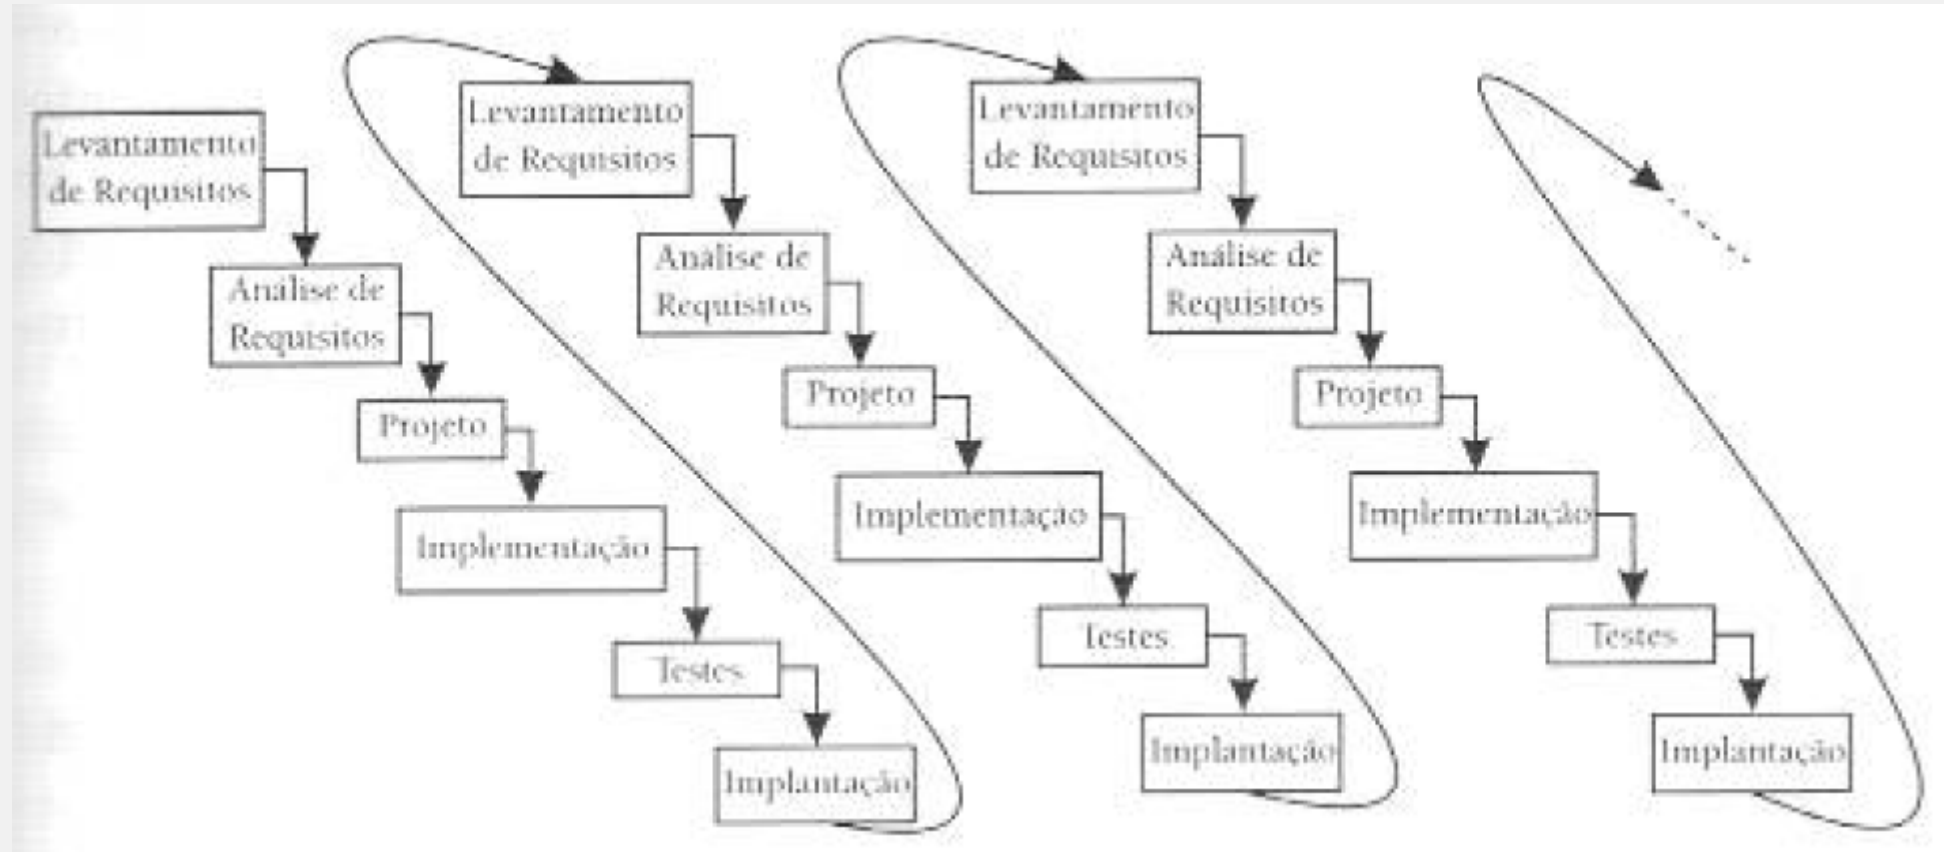 Levantamento
de Requisitos
Análise de
Requisitos
Projeto
Implementação
Testes
Implantação
Levantamento
de Requisitos
Análise de
Requisitos
Projeto
Implementação
Testes
Implantação
Levantamento
de Requisitos
Análise de
Requisitos
Projeto
Implementação
Testes
Implantação